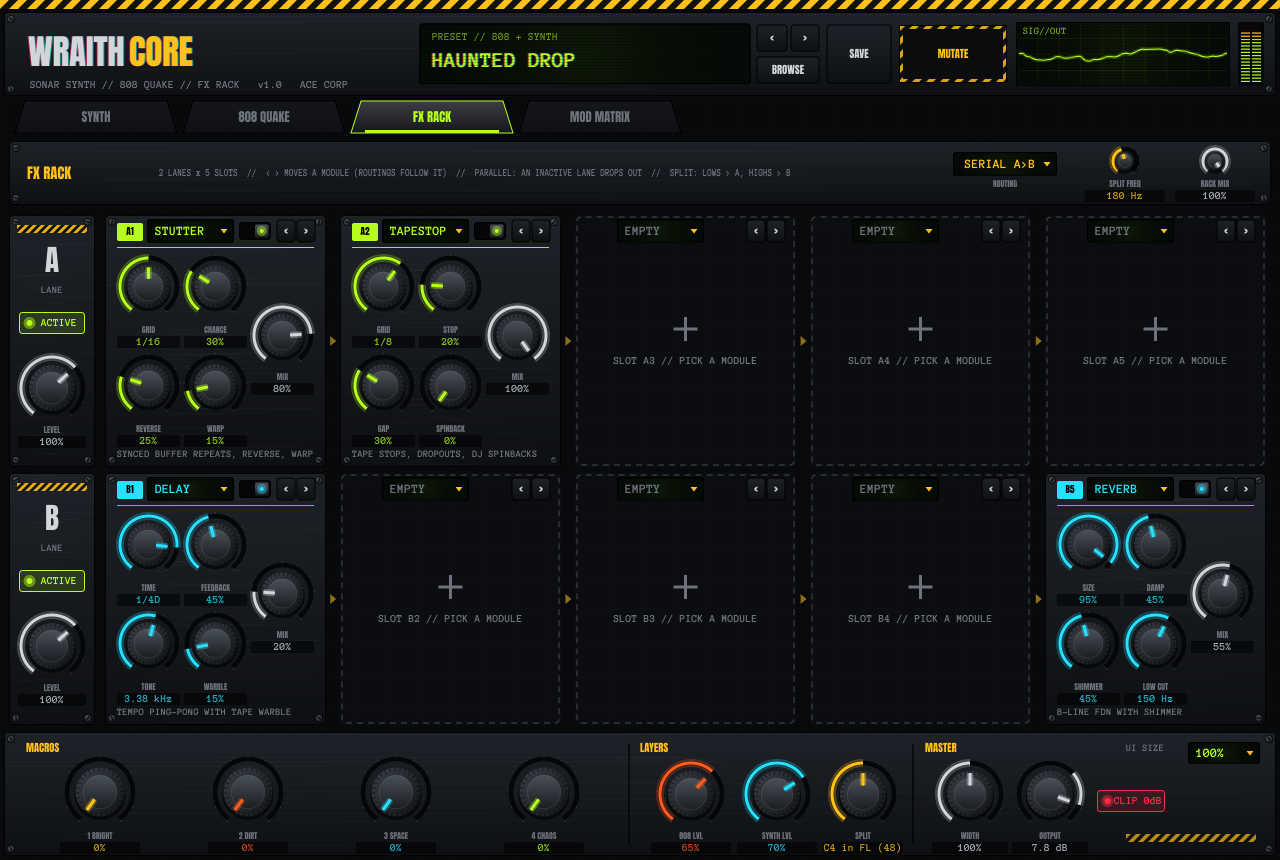 WRAITH CORE
SONAR SYNTH // 808 QUAKE // FX RACK v1.0 ACE CORP
PRESET // 808 + SYNTH
HAUNTED DROP
‹ ›
BROWSE
SAVE
MUTATE
SIG//OUT
SYNTH
808 QUAKE
FX RACK
MOD MATRIX
FX RACK
2 LANES x 5 SLOTS // ‹ › MOVES A MODULE (ROUTINGS FOLLOW IT) // PARALLEL: AN INACTIVE LANE DROPS OUT // SPLIT: LOWS › A, HIGHS › B
SERIAL A›B
ROUTING
SPLIT FREQ
180 Hz
RACK MIX
100%
A
LANE
ACTIVE
LEVEL
100%
A1 STUTTER ‹ ›
GRID
1/16
CHANCE
30%
MIX
80%
REVERSE
25%
WARP
15%
SYNCED BUFFER REPEATS, REVERSE, WARP
A2 TAPESTOP ‹ ›
GRID
1/8
STOP
20%
MIX
100%
GAP
30%
SPINBACK
0%
TAPE STOPS, DROPOUTS, DJ SPINBACKS
EMPTY ‹ ›
SLOT A3 // PICK A MODULE
EMPTY ‹ ›
SLOT A4 // PICK A MODULE
EMPTY ‹ ›
SLOT A5 // PICK A MODULE
B
LANE
ACTIVE
LEVEL
100%
B1 DELAY ‹ ›
TIME
1/4D
FEEDBACK
45%
MIX
20%
TONE
3.38 kHz
WARBLE
15%
TEMPO PING-PONG WITH TAPE WARBLE
EMPTY ‹ ›
SLOT B2 // PICK A MODULE
EMPTY ‹ ›
SLOT B3 // PICK A MODULE
EMPTY ‹ ›
SLOT B4 // PICK A MODULE
B5 REVERB ‹ ›
SIZE
95%
DAMP
45%
MIX
55%
SHIMMER
45%
LOW CUT
150 Hz
8-LINE FDN WITH SHIMMER
MACROS
1 BRIGHT
0%
2 DIRT
0%
3 SPACE
0%
4 CHAOS
0%
LAYERS
808 LVL
65%
SYNTH LVL
70%
SPLIT
C4 in FL (48)
MASTER
WIDTH
100%
OUTPUT
7.8 dB
UI SIZE
100%
CLIP 0dB